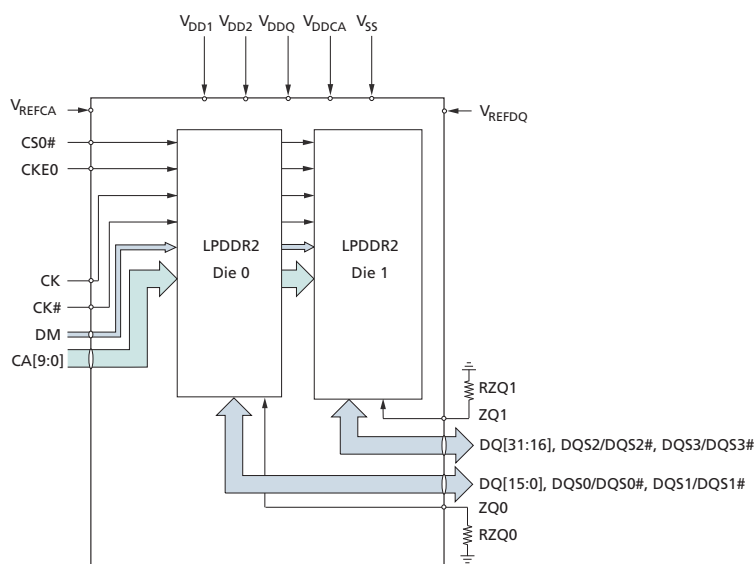 VDD1 VDD2 VDDQ VDDCA VSS
VREFCA
VREFDQ
CS0#
CKE0
LPDDR2
Die 0
LPDDR2
Die 1
CK
CK#
DM
CA[9:0]
RZQ1
ZQ1
DQ[31:16], DQS2/DQS2#, DQS3/DQS3#
DQ[15:0], DQS0/DQS0#, DQS1/DQS1#
ZQ0
RZQ0